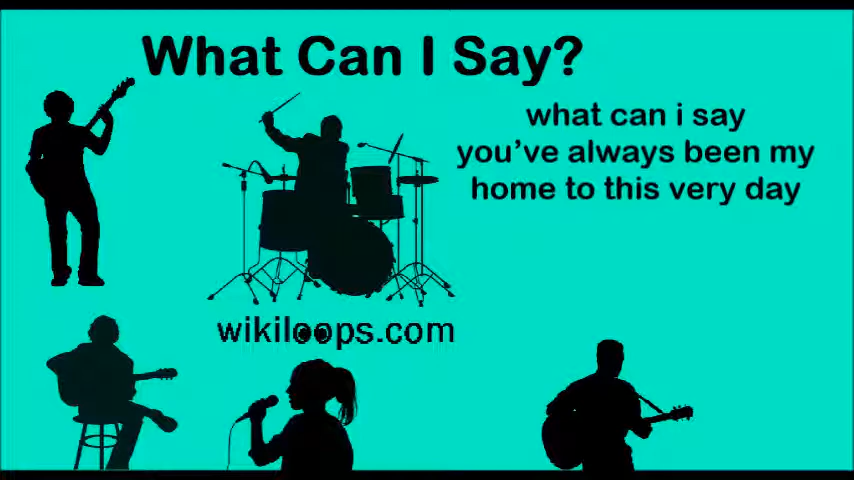 What Can I Say?
what can i say
you've always been my
home to this very day
wikiloops.com